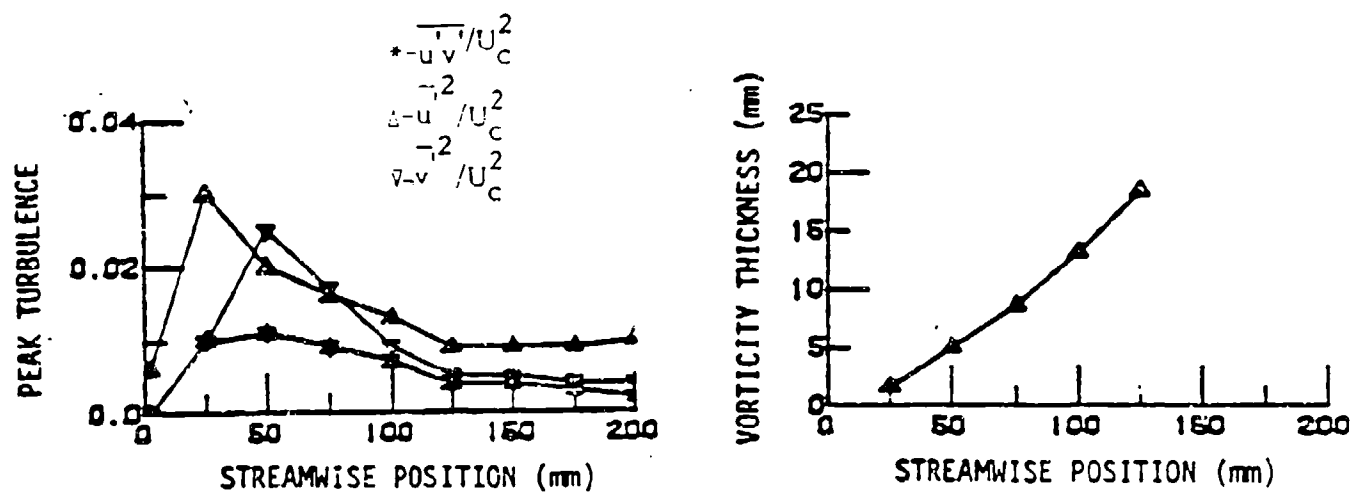 *-u'v'/U_c^2
△-u'^2/U_c^2
▽-v'^2/U_c^2
PEAK TURBULENCE
0.04
0.02
0.0
0 50 100 150 200
STREAMWISE POSITION (mm)
VORTICITY THICKNESS (mm)
25
20
15
10
5
0
0 50 100 150 200
STREAMWISE POSITION (mm)